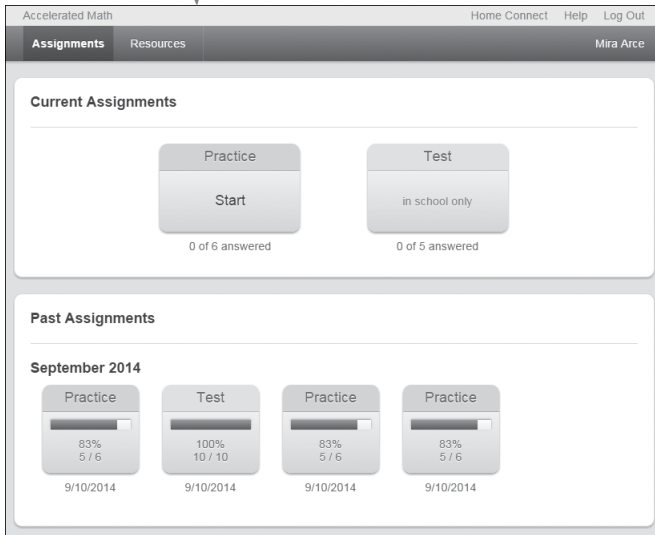 Accelerated Math Home Connect Help Log Out
Assignments Resources Mira Arce
Current Assignments
Practice Test
Start in school only
0 of 6 answered 0 of 5 answered
Past Assignments
September 2014
Practice Test Practice Practice
83% 100% 83% 83%
5 / 6 10 / 10 5 / 6 5 / 6
9/10/2014 9/10/2014 9/10/2014 9/10/2014